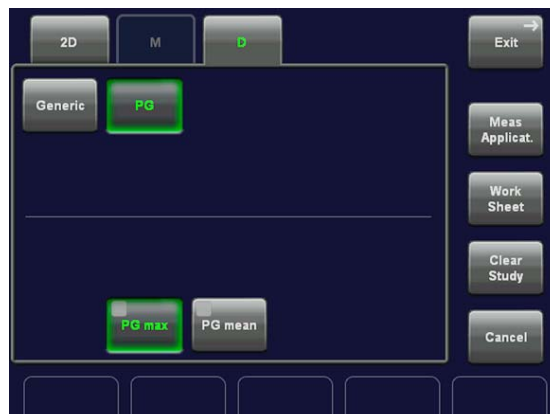 2D
M
D
Exit
Generic
PG
Meas
Applicat.
Work
Sheet
Clear
Study
PG max
PG mean
Cancel